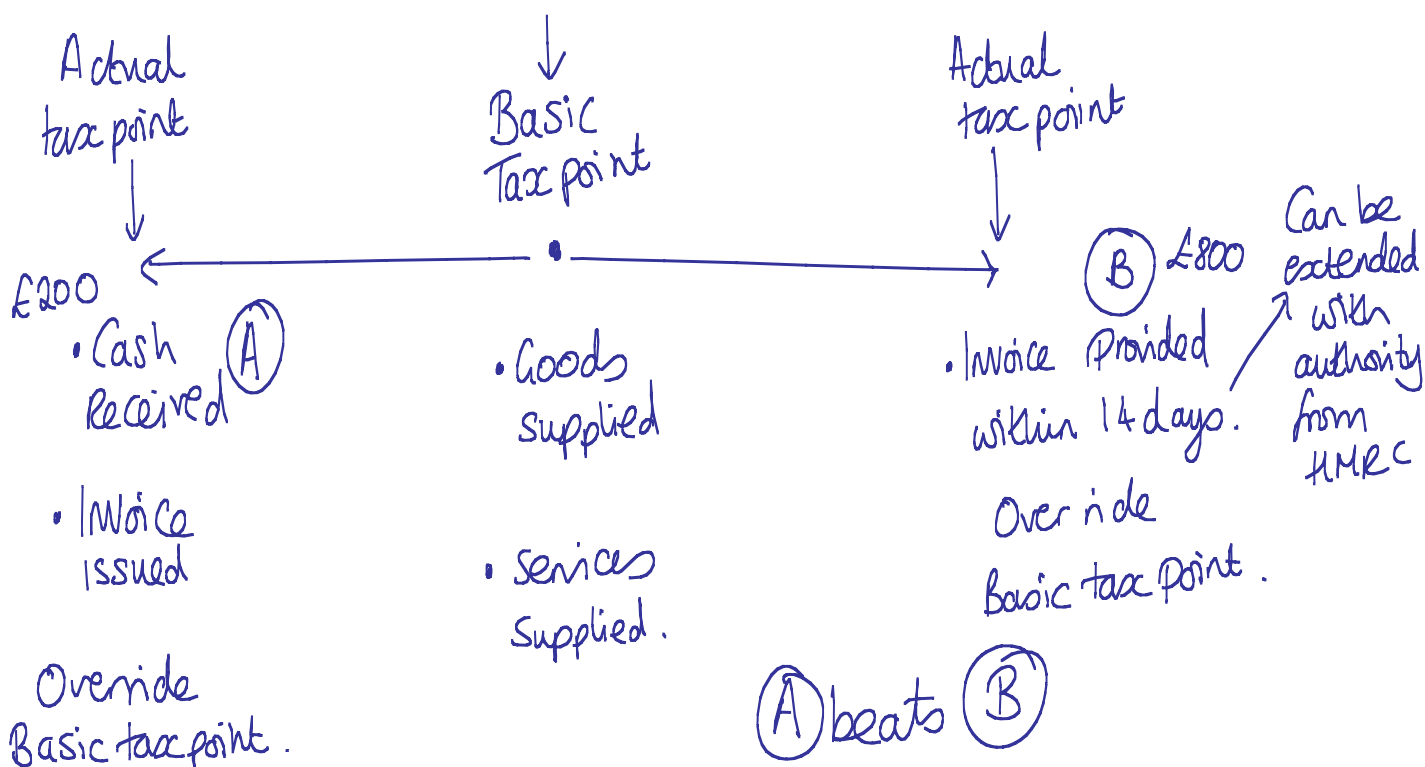 Actual
tax point
Basic
Tax point
Actual
tax point
£200
• Cash
Received
A
• Invoice
issued
Override
Basic tax point.
• Goods
supplied
• Services
supplied.
B
£800
• Invoice Provided
within 14 days.
Override
Basic tax point.
Can be
extended
with
authority
from
HMRC
A beats B